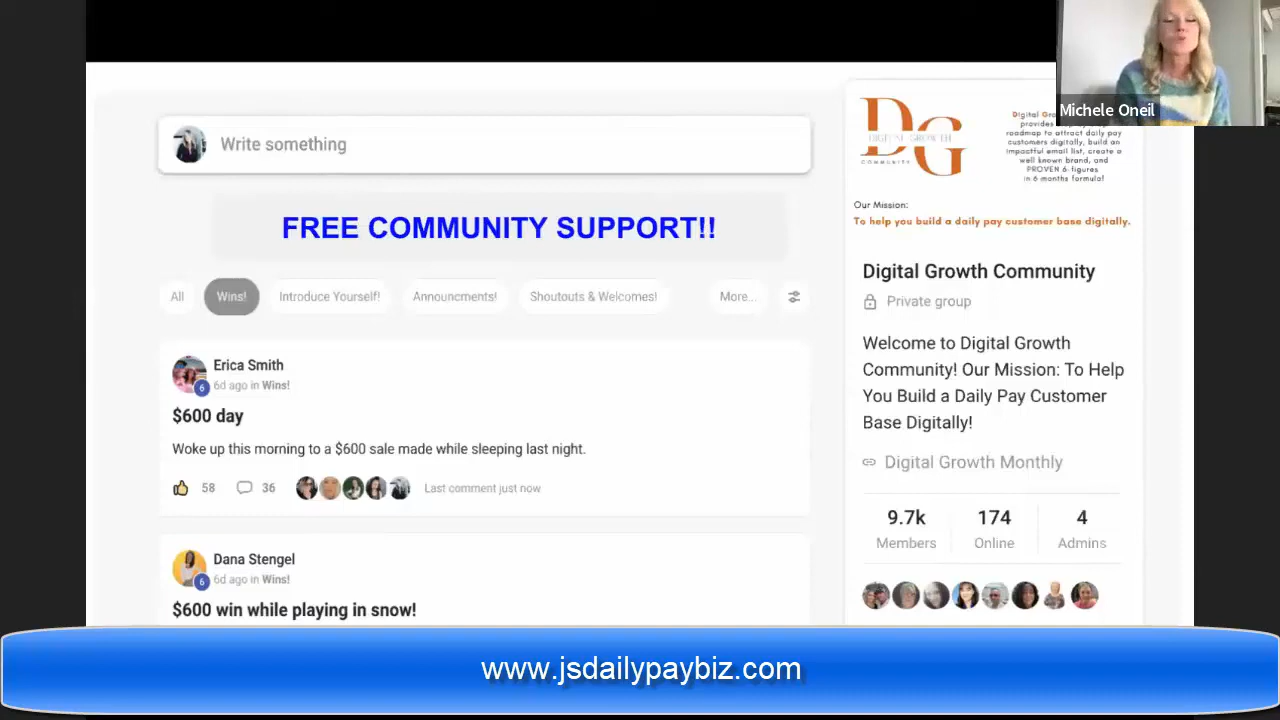 Michele Oneil
Write something
FREE COMMUNITY SUPPORT!!
All
Wins!
Introduce Yourself!
Announcments!
Shoutouts & Welcomes!
More...
Erica Smith
6
6d ago in Wins!
$600 day
Woke up this morning to a $600 sale made while sleeping last night.
58
36
Last comment just now
Dana Stengel
6
6d ago in Wins!
$600 win while playing in snow!
DG
DIGITAL GROWTH
COMMUNITY
provides
roadmap to attract daily pay
customers digitally, build an
impactful email list, create a
well known brand, and
PROVEN 6 figures
in 6 months formula!
Our Mission:
To help you build a daily pay customer base digitally.
Digital Growth Community
Private group
Welcome to Digital Growth
Community! Our Mission: To Help
You Build a Daily Pay Customer
Base Digitally!
Digital Growth Monthly
9.7k
Members
174
Online
4
Admins
www.jsdailypaybiz.com